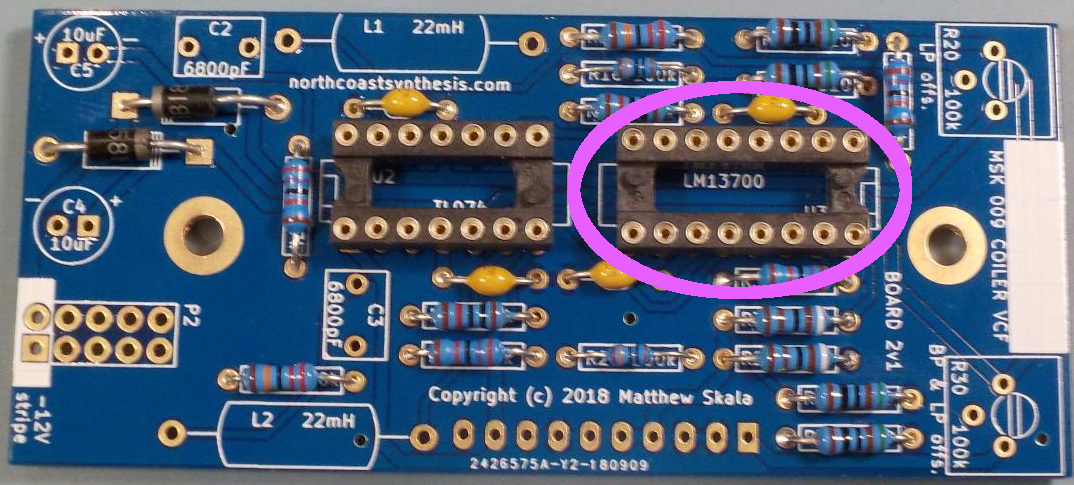 10uF
C5
C2
6800pF
L1 22mH
northcoastsynthesis.com
R20 100k
LP offs.
U2
TL074
LM13700
U3
C4
10uF
MSK 009 COILER VCF
BOARD 2v1
P2
C3
6800pF
-12V
stripe
Copyright (c) 2018 Matthew Skala
L2 22mH
2426575A-Y2-180909
R30 100k
BP & LP offs.